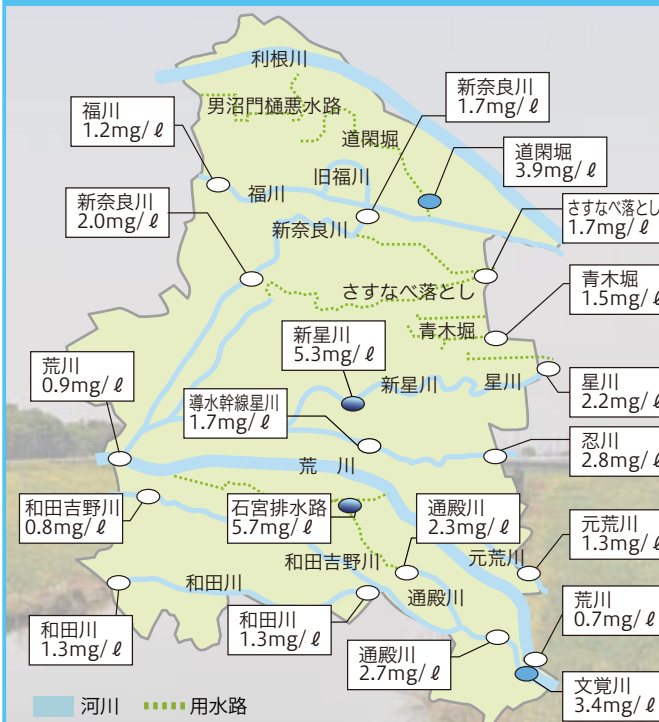 利根川
男沼門樋悪水路
新奈良川
1.7mg/ℓ
福川
1.2mg/ℓ
道閑堀
道閑堀
3.9mg/ℓ
旧福川
福川
新奈良川
2.0mg/ℓ
新奈良川
さすなべ落とし
1.7mg/ℓ
さすなべ落とし
青木堀
1.5mg/ℓ
青木堀
新星川
5.3mg/ℓ
荒川
0.9mg/ℓ
新星川
星川
星川
2.2mg/ℓ
導水幹線星川
1.7mg/ℓ
忍川
2.8mg/ℓ
荒川
和田吉野川
0.8mg/ℓ
石宮排水路
5.7mg/ℓ
通殿川
2.3mg/ℓ
元荒川
1.3mg/ℓ
和田吉野川
元荒川
和田川
通殿川
和田川
1.3mg/ℓ
和田川
1.3mg/ℓ
荒川
0.7mg/ℓ
通殿川
2.7mg/ℓ
文覚川
3.4mg/ℓ
河川
用水路